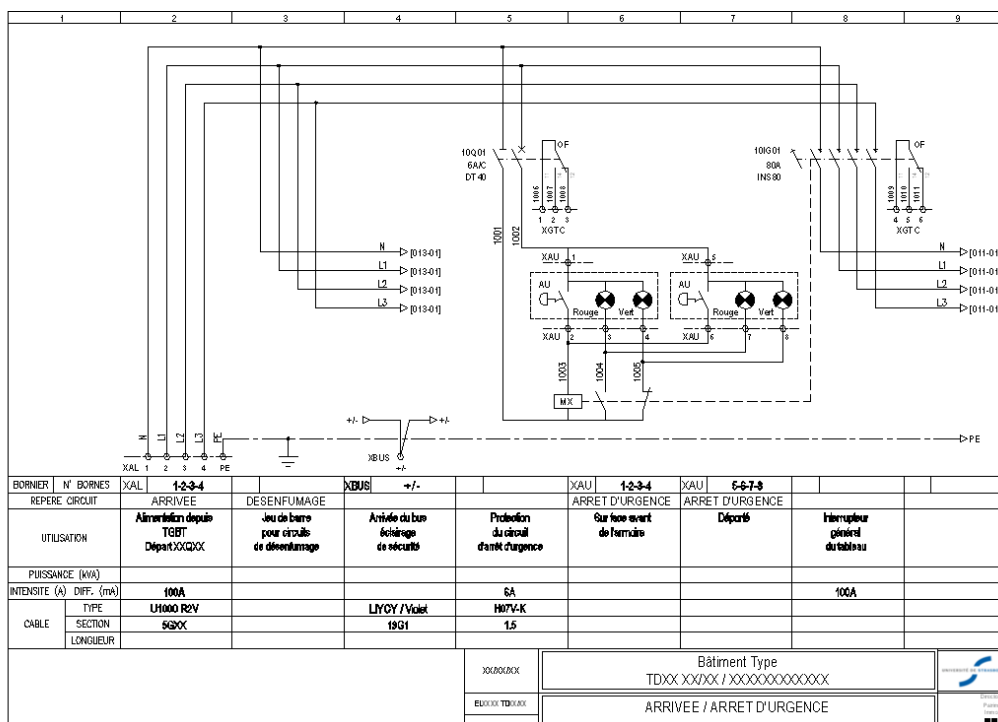 1 2 3 4 5 6 7 8 9
10Q01
6A/C
DT40
OF
1006 1007 1008
1 2 3
XGTC
10IG01
80A
INS80
OF
1009 1010 1011
4 5 6
XGTC
1001 1002
N [013-01]
L1 [013-01]
L2 [013-01]
L3 [013-01]
XAU 1
AU
Rouge Vert
XAU 2 3 4
XAU 5
AU
Rouge Vert
XAU 6 7 8
N [011-01]
L1 [011-01]
L2 [011-01]
L3 [011-01]
1003 1004 1005
MX
+/- +/-
N L1 L2 L3 PE
XBUS
+/-
PE
XAL 1 2 3 4 PE
BORNIER N° BORNES XAL 1-2-3-4 XBUS +/- XAU 1-2-3-4 XAU 5-6-7-8
REPERE CIRCUIT ARRIVEE DESENFUMAGE ARRET D'URGENCE ARRET D'URGENCE
UTILISATION
Alimentation depuis
TGBT
Départ XXQXX
Jeu de barre
pour circuits
de désenfumage
Arrivée du bus
éclairage
de sécurité
Protection
du circuit
d'arrêt d'urgence
Sur face avant
de l'armoire
Déporté
Interrupteur
général
du tableau
PUISSANCE (kVA)
INTENSITE (A) DIFF. (mA) 100A 6A 100A
CABLE
TYPE U1000 R2V LIYCY / Violet H07V-K
SECTION 5GXX 19G1 1.5
LONGUEUR
XX/XX/XX
Bâtiment Type
TDXX XX/XX / XXXXXXXXXXXX
ARRIVEE / ARRET D'URGENCE